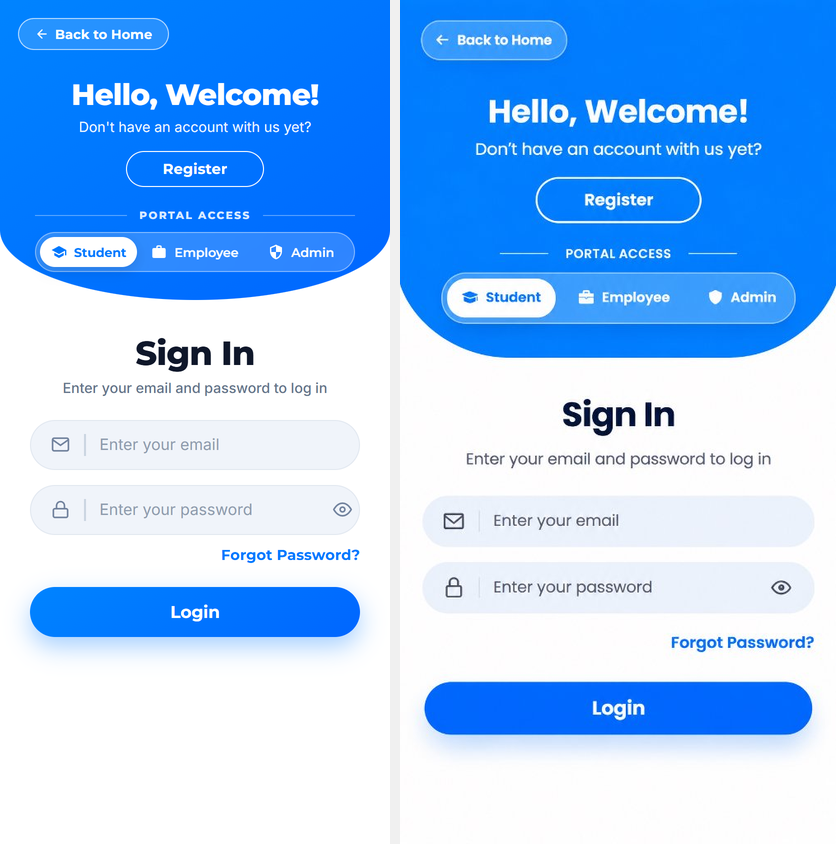 Back to Home
Hello, Welcome!
Don't have an account with us yet?
Register
PORTAL ACCESS
Student Employee Admin
Sign In
Enter your email and password to log in
Enter your email
Enter your password
Forgot Password?
Login
Back to Home
Hello, Welcome!
Don’t have an account with us yet?
Register
PORTAL ACCESS
Student Employee Admin
Sign In
Enter your email and password to log in
Enter your email
Enter your password
Forgot Password?
Login